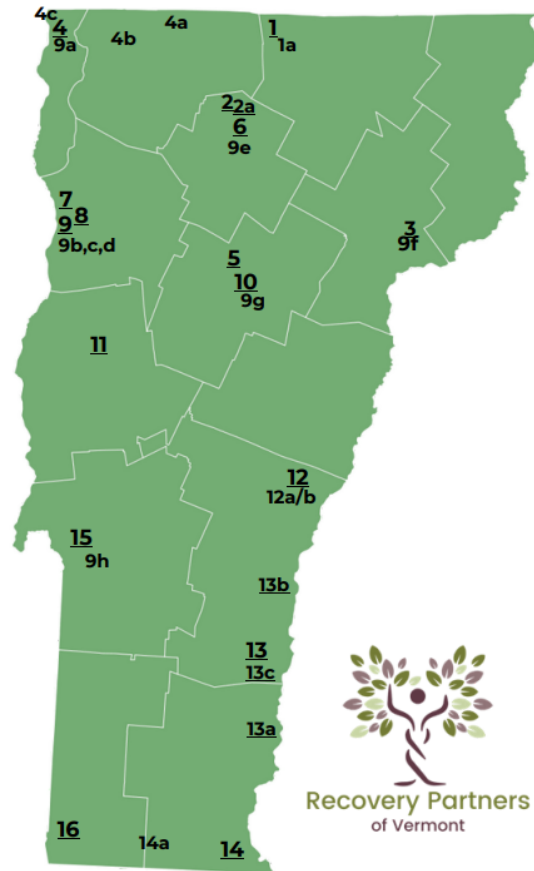 4c
4
9a
4b
4a
1
1a
2
2a
6
9e
7
8
9
9b,c,d
3
9f
5
10
9g
11
12
12a/b
15
9h
13b
13
13c
13a
16
14a
14
Recovery Partners
of Vermont